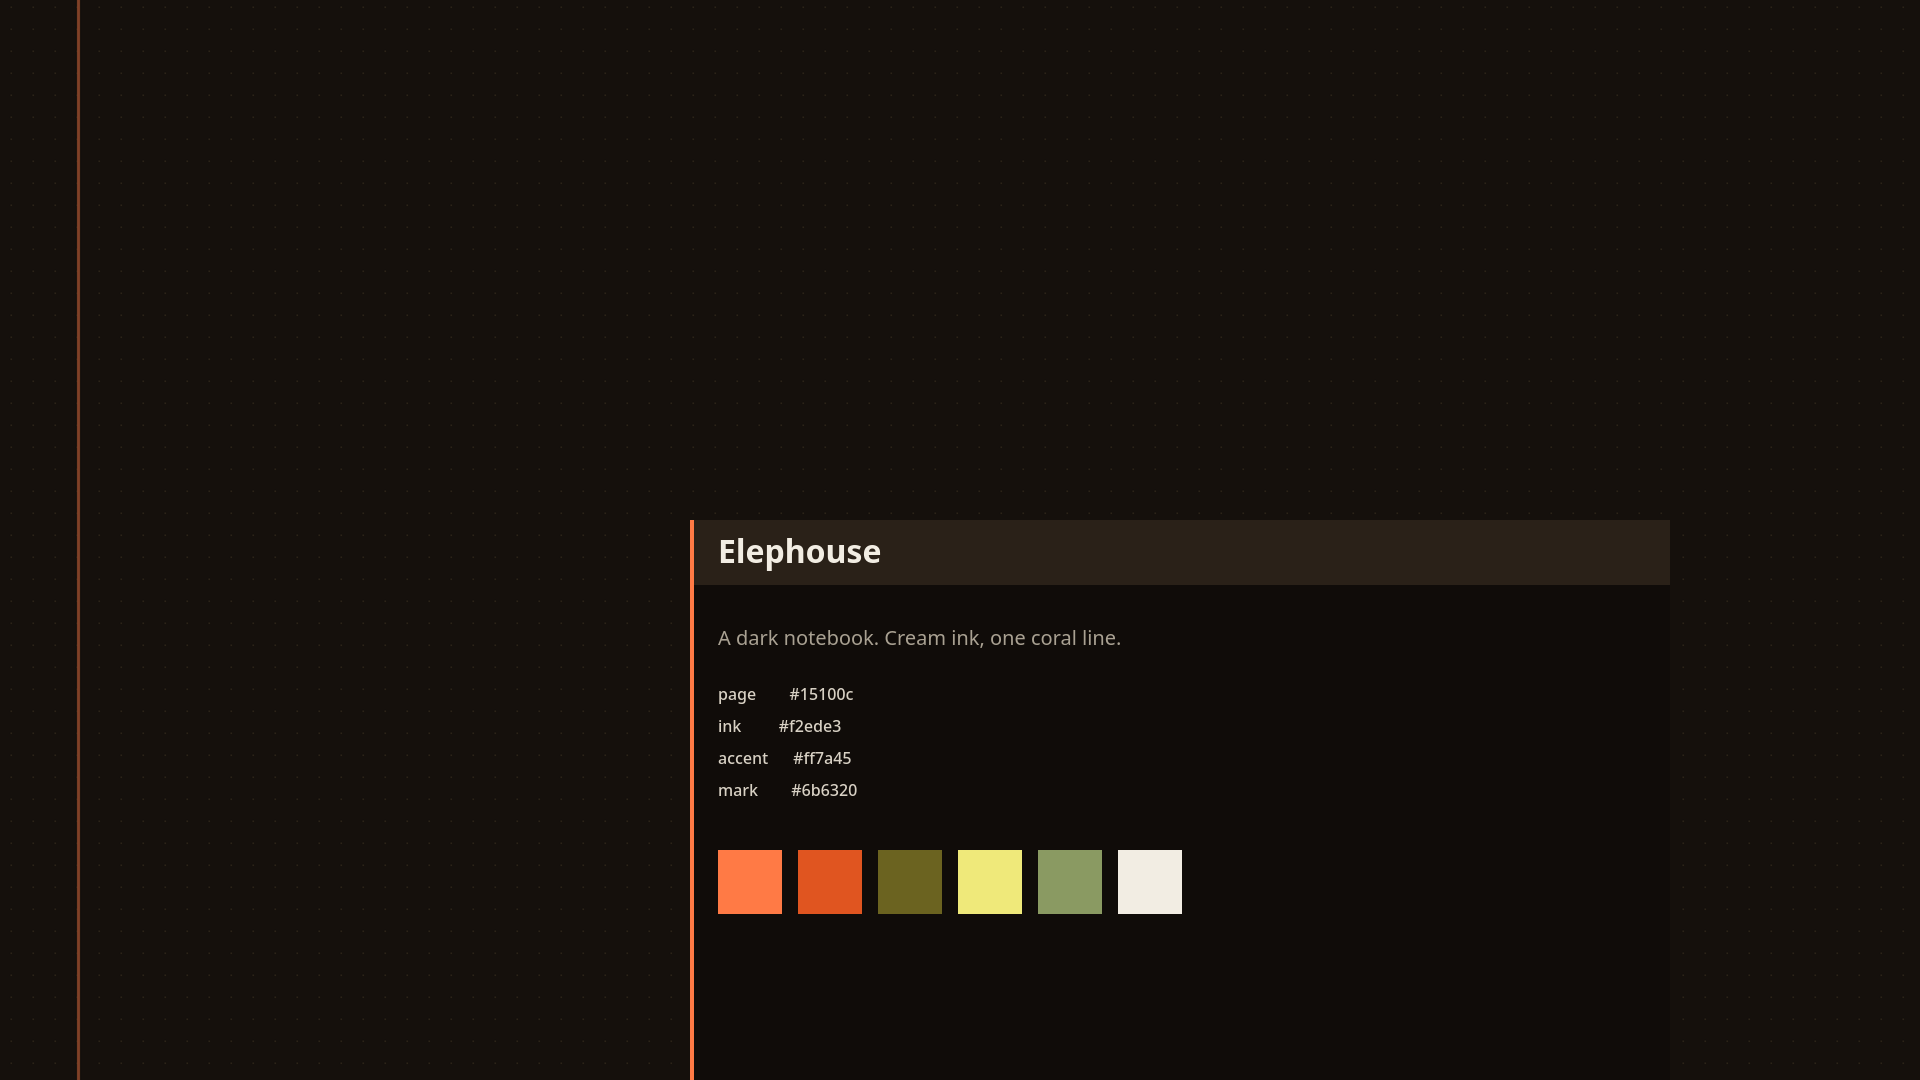 Elephouse
A dark notebook. Cream ink, one coral line.
page #15100c
ink #f2ede3
accent #ff7a45
mark #6b6320